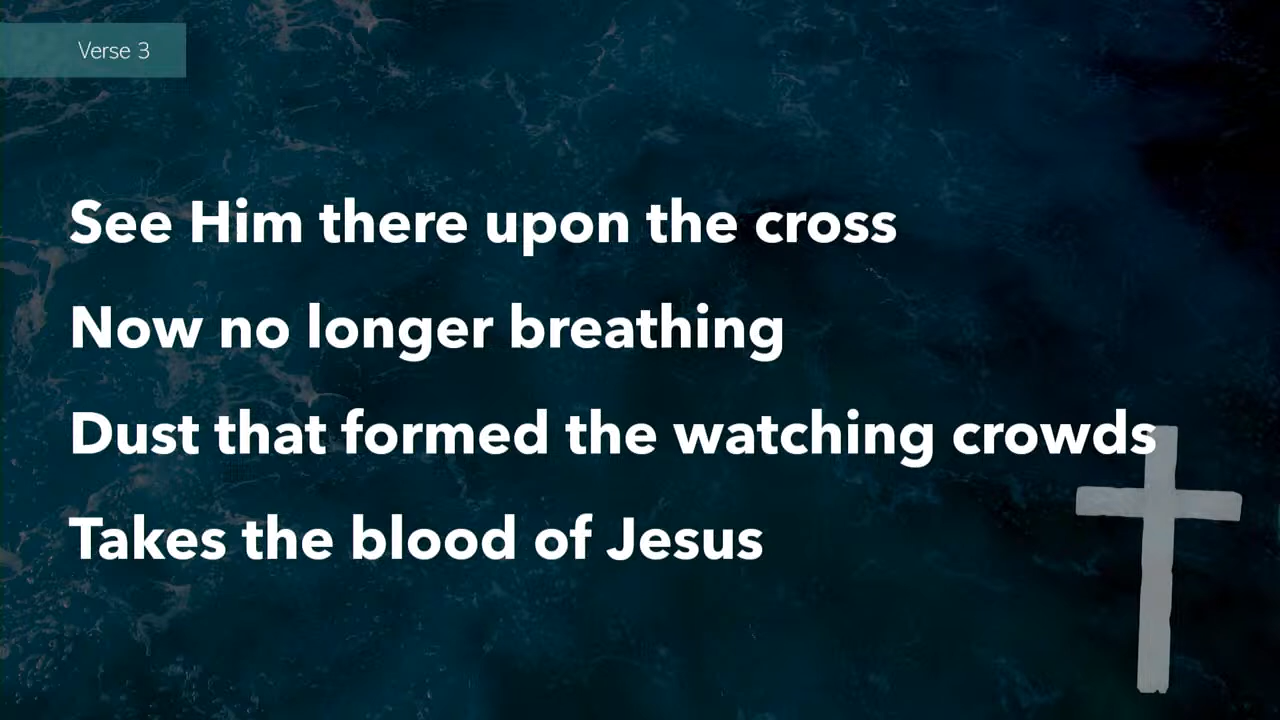 Verse 3
See Him there upon the cross
Now no longer breathing
Dust that formed the watching crowds
Takes the blood of Jesus